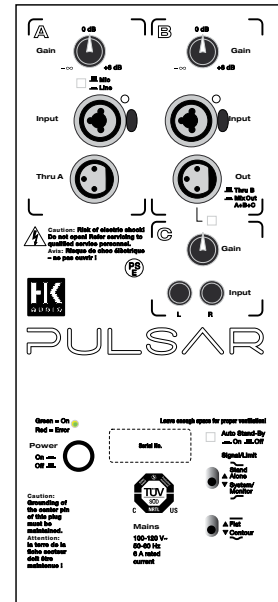 A
B
0 dB
0 dB
Gain
Gain
-∞
+6 dB
-∞
+6 dB
Mic
Line
Input
Input
Thru A
Out
Thru B
Mix Out
A+B+C
Caution: Risk of electric shock!
Do not open! Refer servicing to
qualified service personnel.
Avis: Risque de choc éléctrique
– ne pas ouvrir !
PS
E
C
Gain
Input
L
R
HK
AUDIO
PULSAR
Green = On
Red = Error
Leave enough space for proper ventilation!
Power
On
Off
Serial No.
Auto Stand-By
On
Off
Signal/Limit
Stand
Alone
System/
Monitor
Caution:
Grounding of
the center pin
of this plug
must be
maintained.
Attention:
la terre de la
fiche secteur
doit être
maintenue !
TÜV
SÜD
NRTL
C
US
Mains
100-120 V~
50-60 Hz
6 A rated
current
Flat
Contour